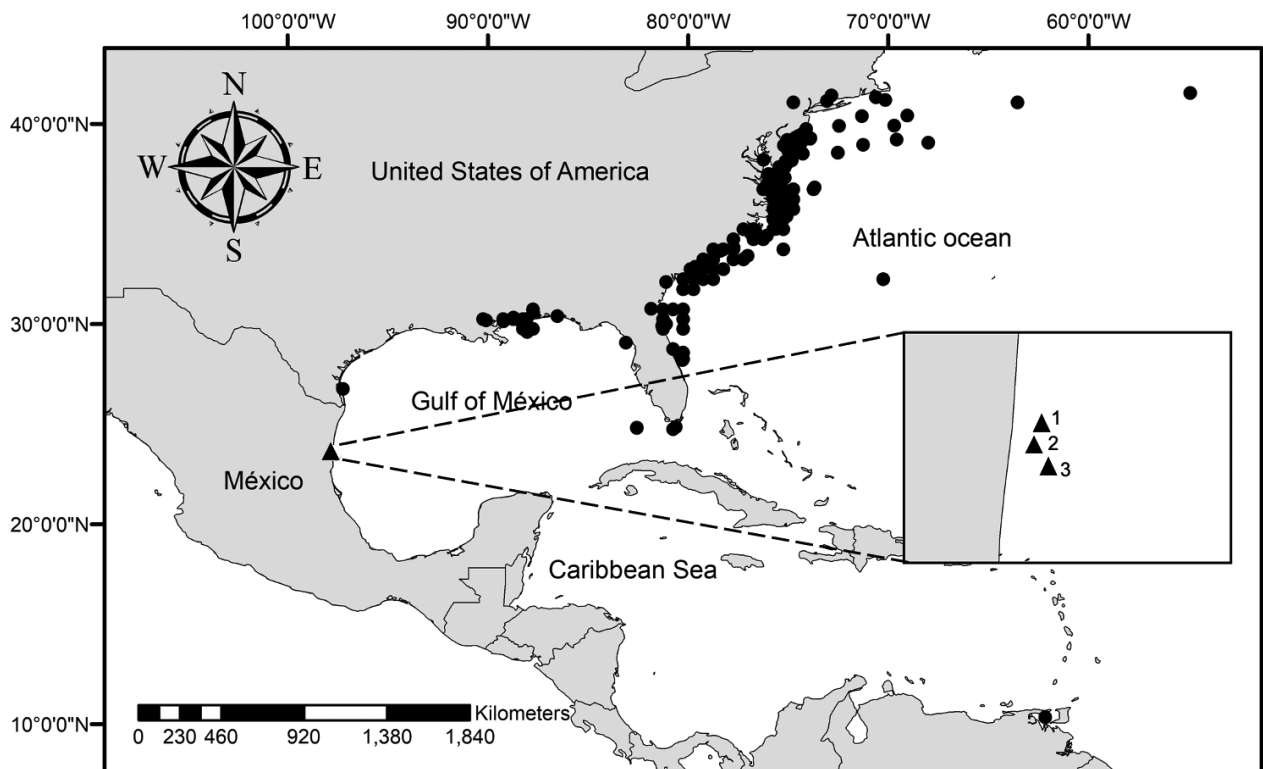 100°0'0"W 90°0'0"W 80°0'0"W 70°0'0"W 60°0'0"W
N
40°0'0"N
W E
United States of America
S
Atlantic ocean
30°0'0"N
Gulf of México
1
2
3
México
20°0'0"N
Caribbean Sea
Kilometers
10°0'0"N
0 230 460 920 1,380 1,840